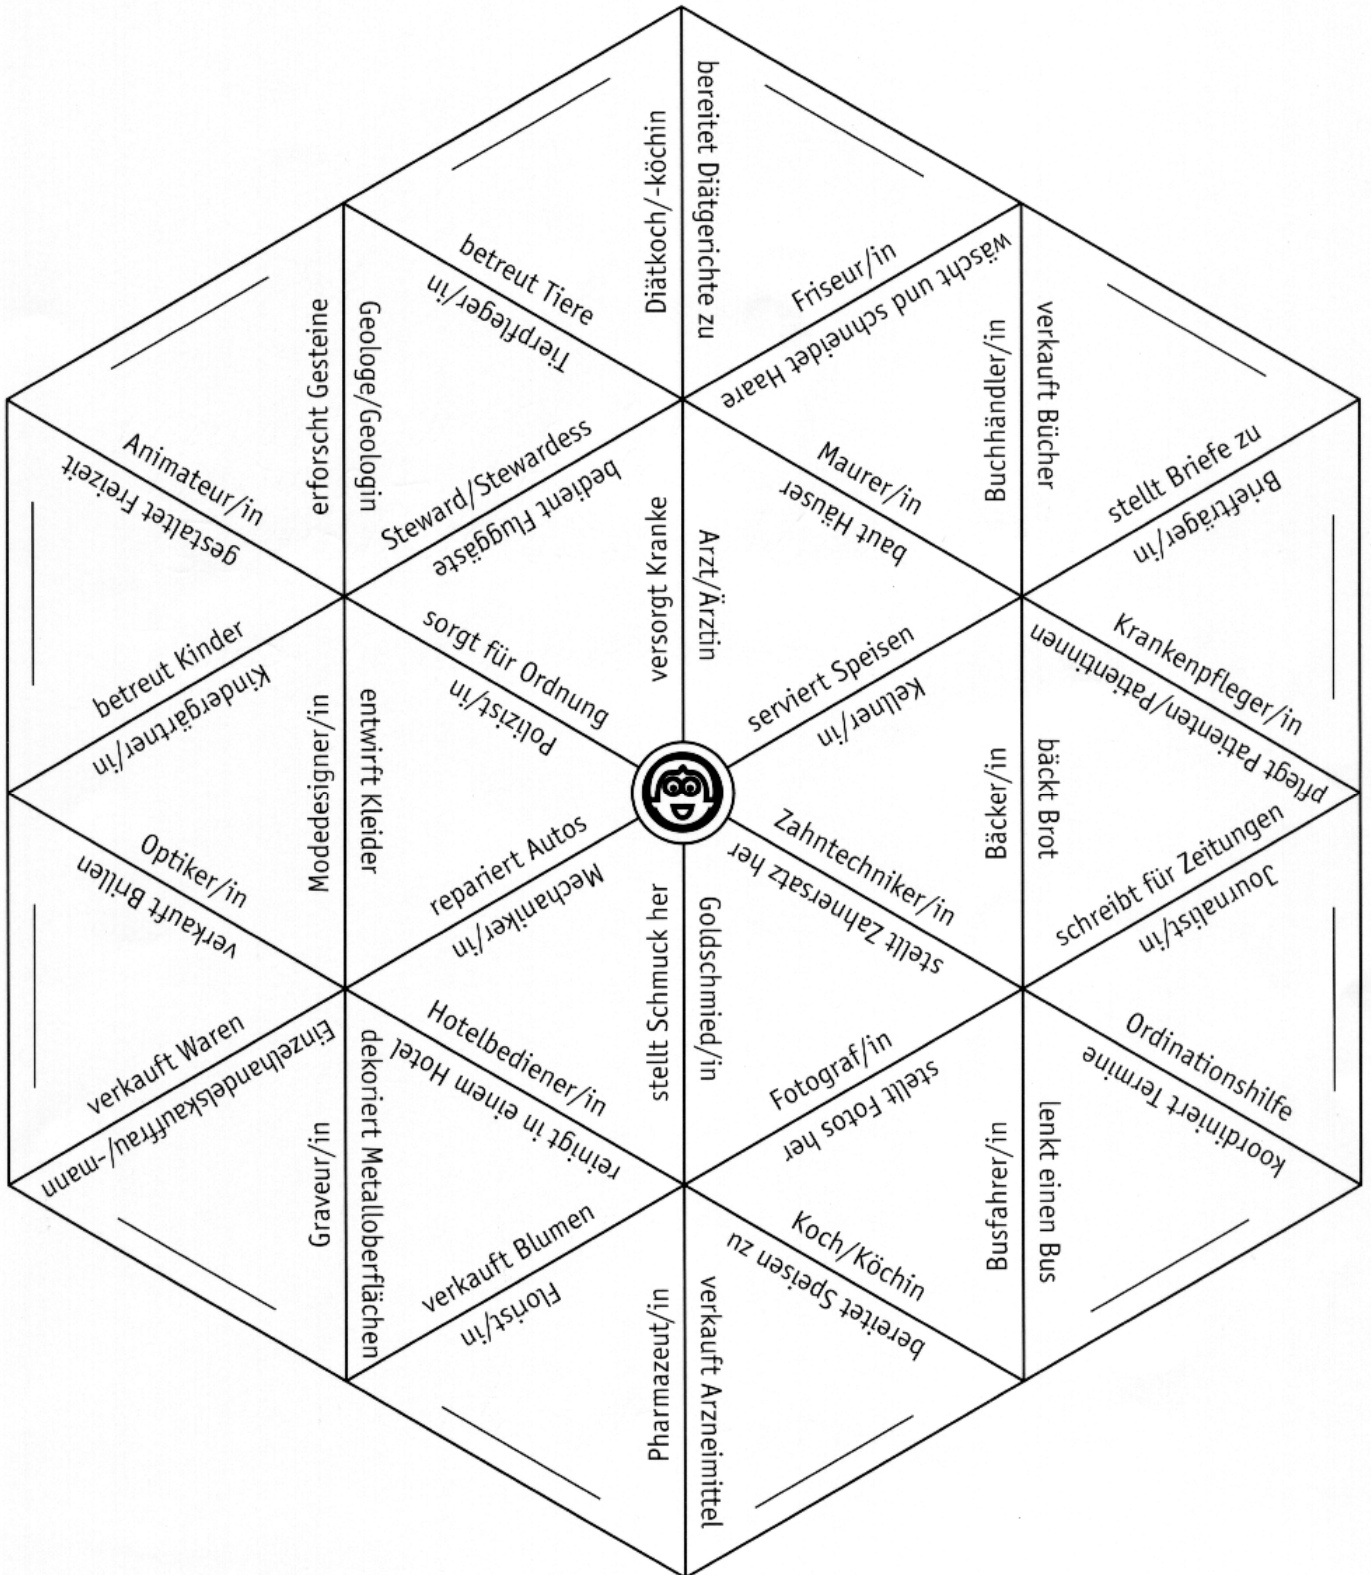 bereitet Diätgerichte zu
Diätkoch/-köchin
Friseur/in
wäscht und schneidet Haare
betreut Tiere
Tierpfleger/in
verkauft Bücher
Buchhändler/in
Geologe/Geologin
erforscht Gesteine
stellt Briefe zu
Briefträger/in
Animateur/in
gestaltet Freizeit
Steward/Stewardess
bedient Fluggäste
Maurer/in
baut Häuser
Arzt/Ärztin
versorgt Kranke
sorgt für Ordnung
Polizist/in
serviert Speisen
Kellner/in
Krankenpfleger/in
pflegt Patienten/Patientinnen
betreut Kinder
Kindergärtner/in
entwirft Kleider
Modedesigner/in
bäckt Brot
Bäcker/in
repariert Autos
Mechaniker/in
Zahntechniker/in
stellt Zahnersatz her
schreibt für Zeitungen
Journalist/in
Optiker/in
verkauft Brillen
Goldschmied/in
stellt Schmuck her
Hotelbediener/in
reinigt in einem Hotel
Fotograf/in
stellt Fotos her
Ordinationshilfe
koordiniert Termine
verkauft Waren
Einzelhandelskauffrau/-mann
dekoriert Metalloberflächen
Graveur/in
lenkt einen Bus
Busfahrer/in
verkauft Blumen
Florist/in
Koch/Köchin
bereitet Speisen zu
verkauft Arzneimittel
Pharmazeut/in